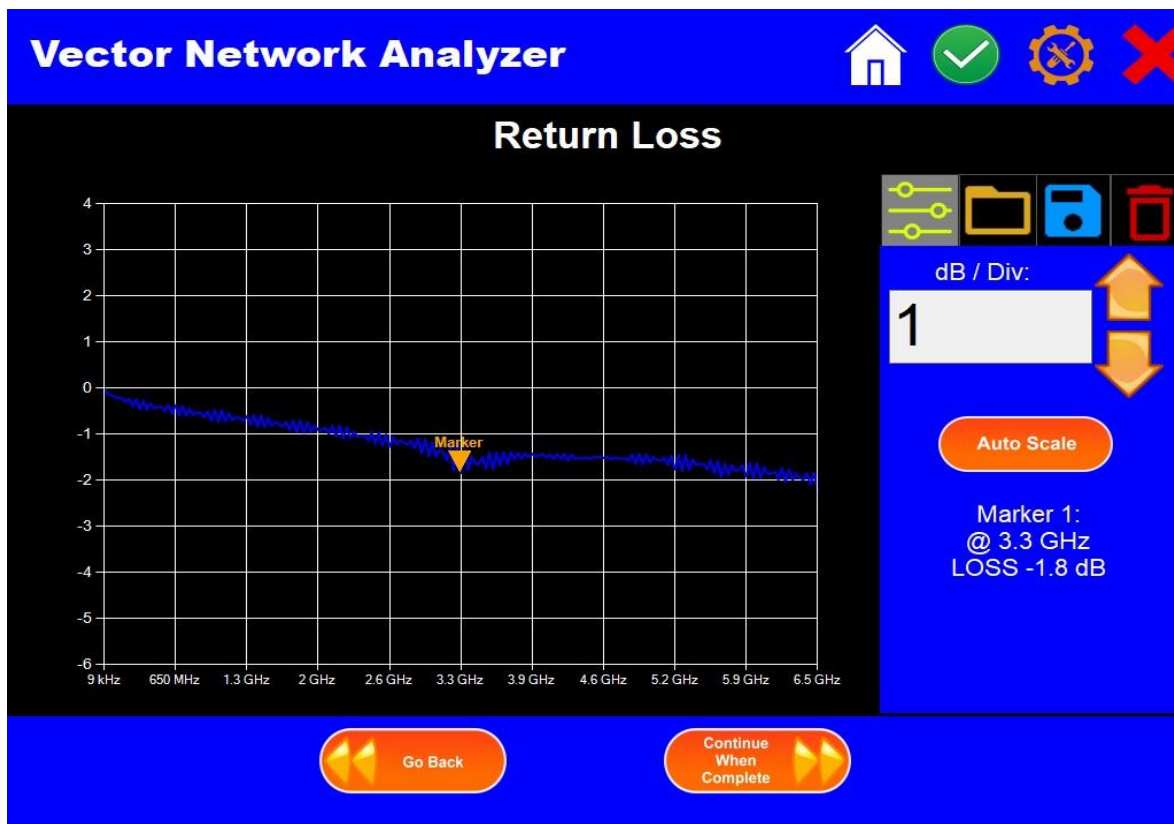 Vector Network Analyzer
Return Loss
4
3
2
1
0
-1
-2
-3
-4
-5
-6
9 kHz 650 MHz 1.3 GHz 2 GHz 2.6 GHz 3.3 GHz 3.9 GHz 4.6 GHz 5.2 GHz 5.9 GHz 6.5 GHz
Marker
dB / Div:
1
Auto Scale
Marker 1:
@ 3.3 GHz
LOSS -1.8 dB
Go Back
Continue
When
Complete